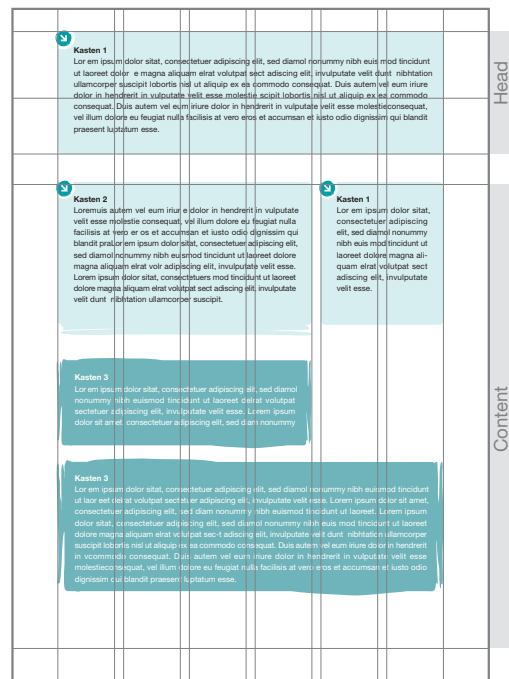 Kasten 1
Lor em ipsum dolor sitat, consectetuer adipiscing elit, sed diamol nonummy nibh euis mod tincidunt
ut laoreet dolor e magna aliquam elrat volutpat sect adiscing elit, invulputate velit dunt nibhtation
ullamcorper suscipit lobortis nisl ut aliquip ex ea commodo consequat. Duis autem vel eum iriure
dolor in hendrerit in vulputate velit esse molestie scipit lobortis nisl ut aliquip ex ea commodo
consequat. Duis autem vel eum iriure dolor in hendrerit in vulputate velit esse molestieconsequat,
vel illum dolore eu feugiat nulla facilisis at vero eros et accumsan et iusto odio dignissim qui blandit
praesent luptatum esse.
Head
Kasten 2
Loremuis autem vel eum iriur e dolor in hendrerit in vulputate
velit esse molestie consequat, vel illum dolore eu feugiat nulla
facilisis at vero er os et accumsan et iusto odio dignissim qui
blandit praLor em ipsum dolor sitat, consectetuer adipiscing elit,
sed diamol nonummy nibh euismod tincidunt ut laoreet dolore
magna aliquam elrat volr adipiscing elit, invulputate velit esse.
Lorem ipsum dolor sitat, consectetuers mod tincidunt ut laoreet
dolore magna aliquam elrat volutpat sect adiscing elit, invulputate
velit dunt nibhtation ullamcorper suscipit.
Kasten 1
Lor em ipsum dolor sitat,
consectetuer adipiscing
elit, sed diamol nonummy
nibh euis mod tincidunt ut
laoreet dolore magna ali-
quam elrat volutpat sect
adiscing elit, invulputate
velit esse.
Kasten 3
Lor em ipsum dolor sitat, consectetuer adipiscing elit, sed diamol
nonummy nibh euismod tincidunt ut laoreet delrat volutpat
sectetuer adipiscing elit, invulputate velit esse. Lorem ipsum
dolor sit amet, consectetuer adipiscing elit, sed diam nonummy
Content
Kasten 3
Lor em ipsum dolor sitat, consectetuer adipiscing elit, sed diamol nonummy nibh euismod tincidunt
ut laor eet delrat volutpat sectetuer adipiscing elit, invulputate velit esse. Lorem ipsum dolor sit amet,
consectetuer adipiscing elit, sed diam nonummy nibh euismod tincidunt ut laoreet. Lorem ipsum
dolor sitat, consectetuer adipiscing elit, sed diamol nonummy nibh euis mod tincidunt ut laoreet
dolore magna aliquam elrat volutpat sec-t adiscing elit, invulputate velit dunt nibhtation ullamcorper
suscipit lobortis nisl ut aliquip ex ea commodo consequat. Duis autem vel eum iriure dolor in hendrerit
in vcommodo consequat. Duis autem vel eum iriure dolor in hendrerit in vulputate velit esse
molestieconsequat, vel illum dolore eu feugiat nulla facilisis at vero eros et accumsan et iusto odio
dignissim qui blandit praesent luptatum esse.